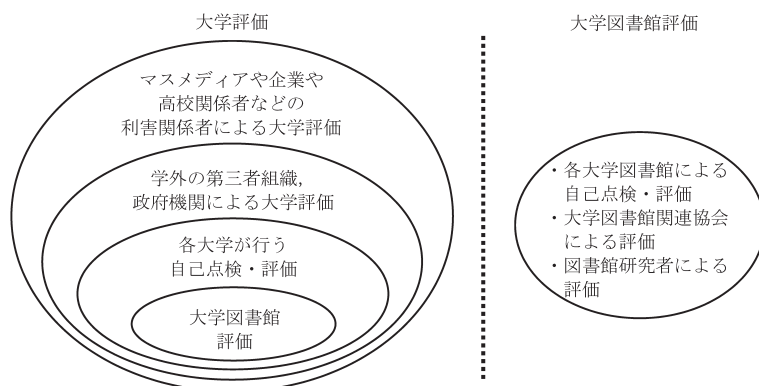 大学評価
マスメディアや企業や
高校関係者などの
利害関係者による大学評価
学外の第三者組織,
政府機関による大学評価
各大学が行う
自己点検・評価
大学図書館
評価
大学図書館評価
・各大学図書館による
自己点検・評価
・大学図書館関連協会
による評価
・図書館研究者による
評価